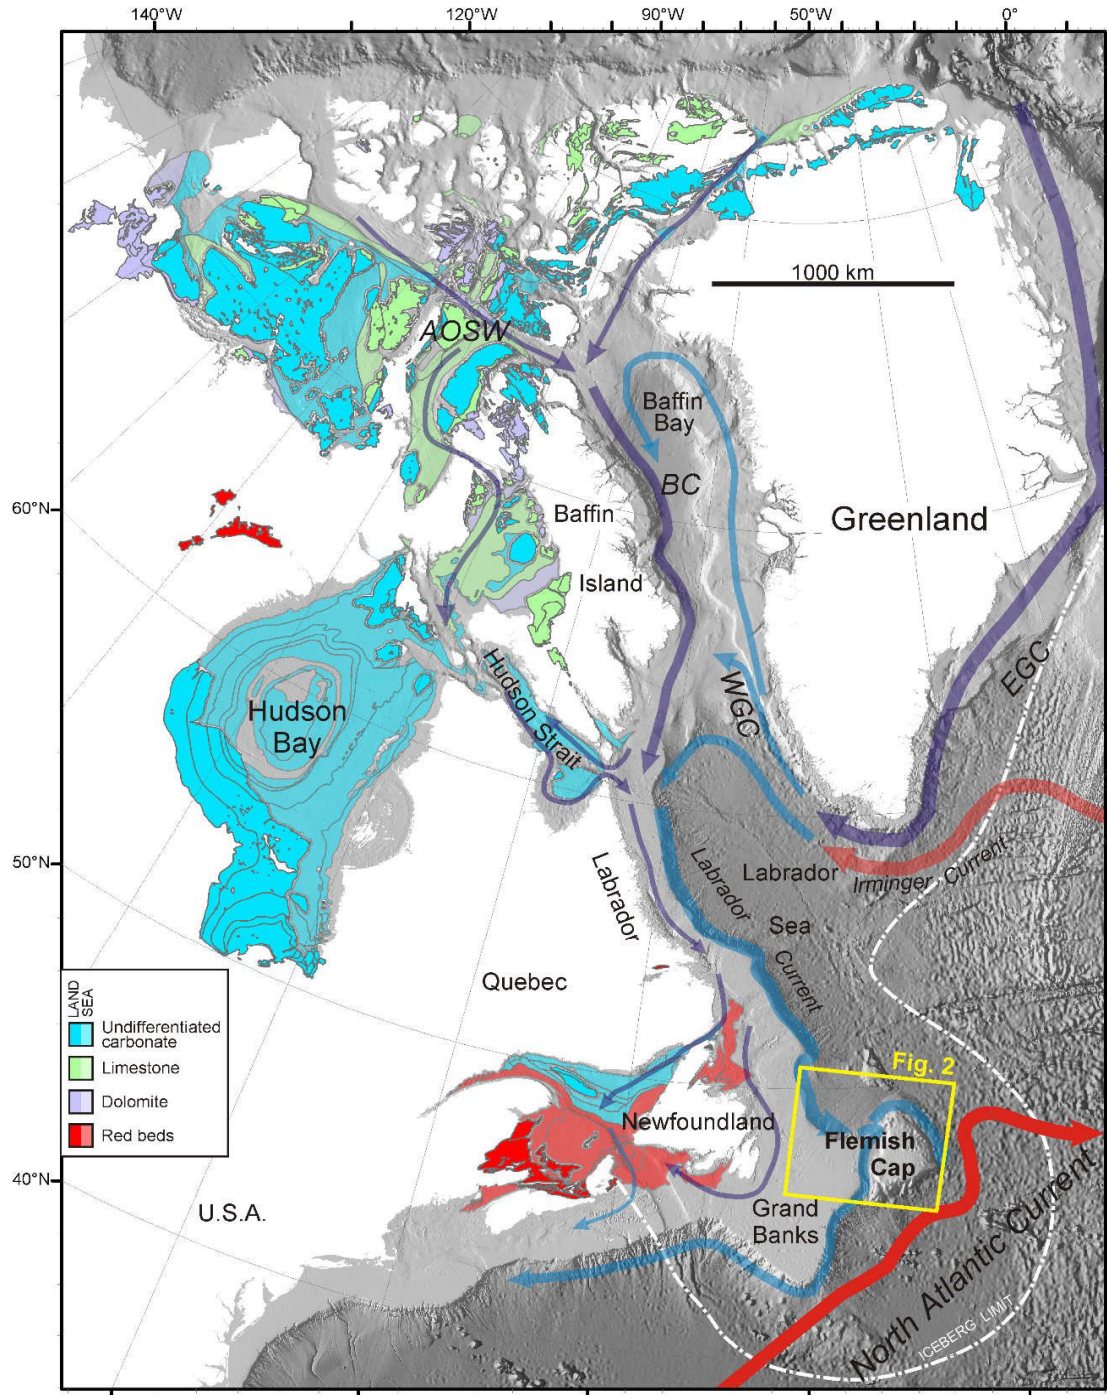 140°W
120°W
90°W
50°W
0°
1000 km
AOSW
Baffin
Bay
BC
60°N
Baffin
Greenland
Island
Hudson Strait
EGC
WGC
Hudson
Bay
50°N
Labrador
Labrador
Sea
Irminger Current
Labrador Current
Quebec
LAND
SEA
Undifferentiated
carbonate
Limestone
Dolomite
Red beds
Fig. 2
Newfoundland
Flemish
Cap
40°N
U.S.A.
Grand
Banks
North Atlantic Current
ICEBERG LIMIT